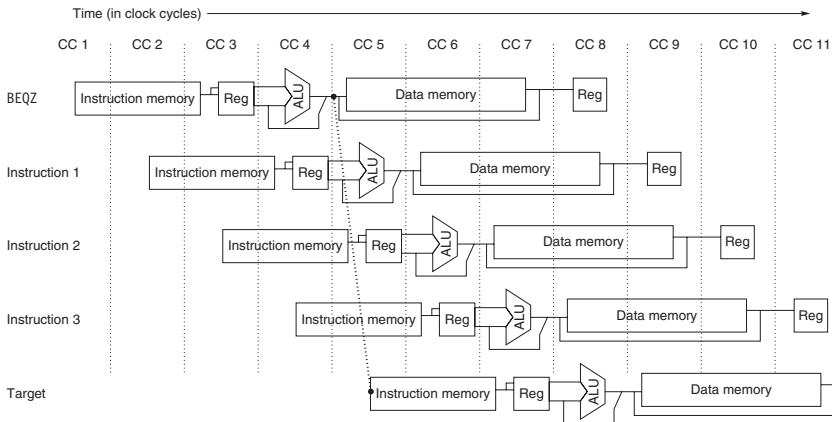 Time (in clock cycles)
CC 1 CC 2 CC 3 CC 4 CC 5 CC 6 CC 7 CC 8 CC 9 CC 10 CC 11
BEQZ Instruction memory Reg ALU Data memory Reg
Instruction 1 Instruction memory Reg ALU Data memory Reg
Instruction 2 Instruction memory Reg ALU Data memory Reg
Instruction 3 Instruction memory Reg ALU Data memory Reg
Target Instruction memory Reg ALU Data memory